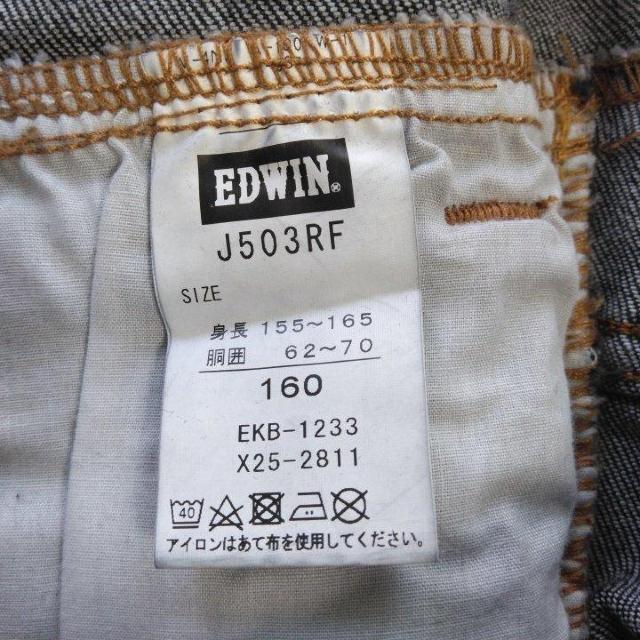 EDWIN®
J503RF
SIZE
身長 155～165
胴囲 62～70
160
EKB-1233
X25-2811
40
アイロンはあて布を使用してください。